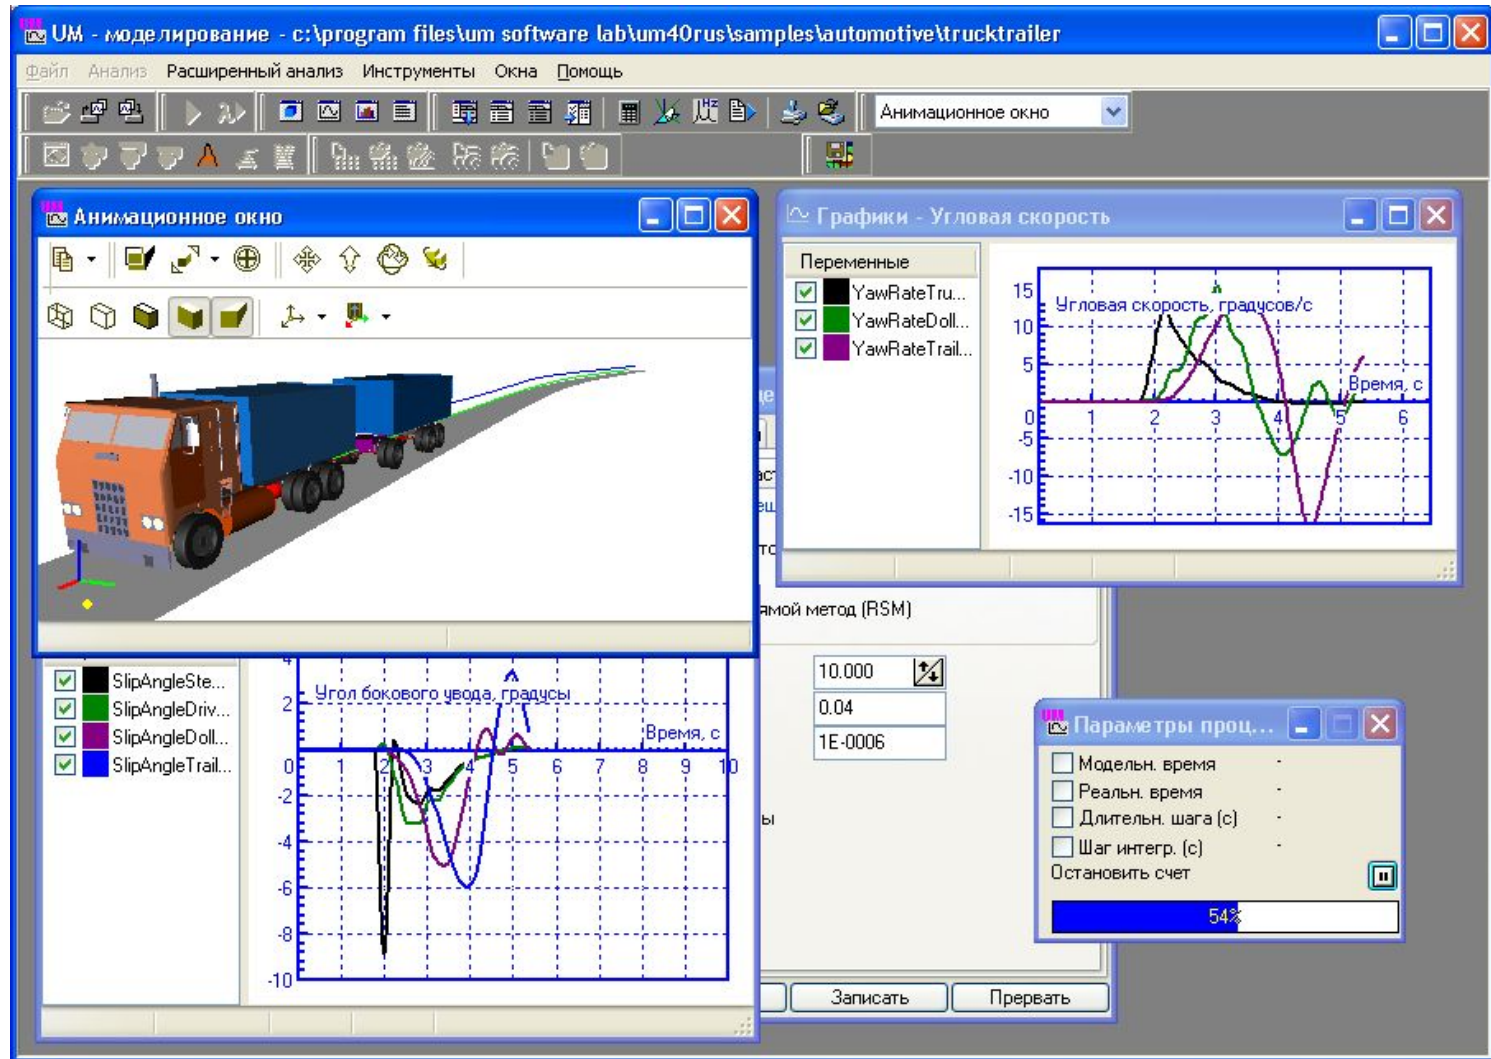 UM - моделирование - c:\program files\um software lab\um40rus\samples\automotive\trucktrailer
Файл Анализ Расширенный анализ Инструменты Окна Помощь
Анимационное окно
Анимационное окно
Графики - Угловая скорость
Переменные
YawRateTru...
YawRateDoll...
YawRateTrail...
Угловая скорость, градусов/с
Время, с
15
10
5
0
-5
-10
-15
1 2 3 4 5 6
ямой метод (RSM)
10.000
0.04
1E-0006
SlipAngleSte...
SlipAngleDriv...
SlipAngleDoll...
SlipAngleTrail...
Угол бокового увода, градусы
Время, с
4
2
0
-2
-4
-6
-8
-10
1 2 3 4 5 6 7 8 9 10
Параметры проц...
Модельн. время -
Реальн. время -
Длительн. шага (с) -
Шаг интегр. (с) -
Остановить счет
54%
ы
Записать Прервать